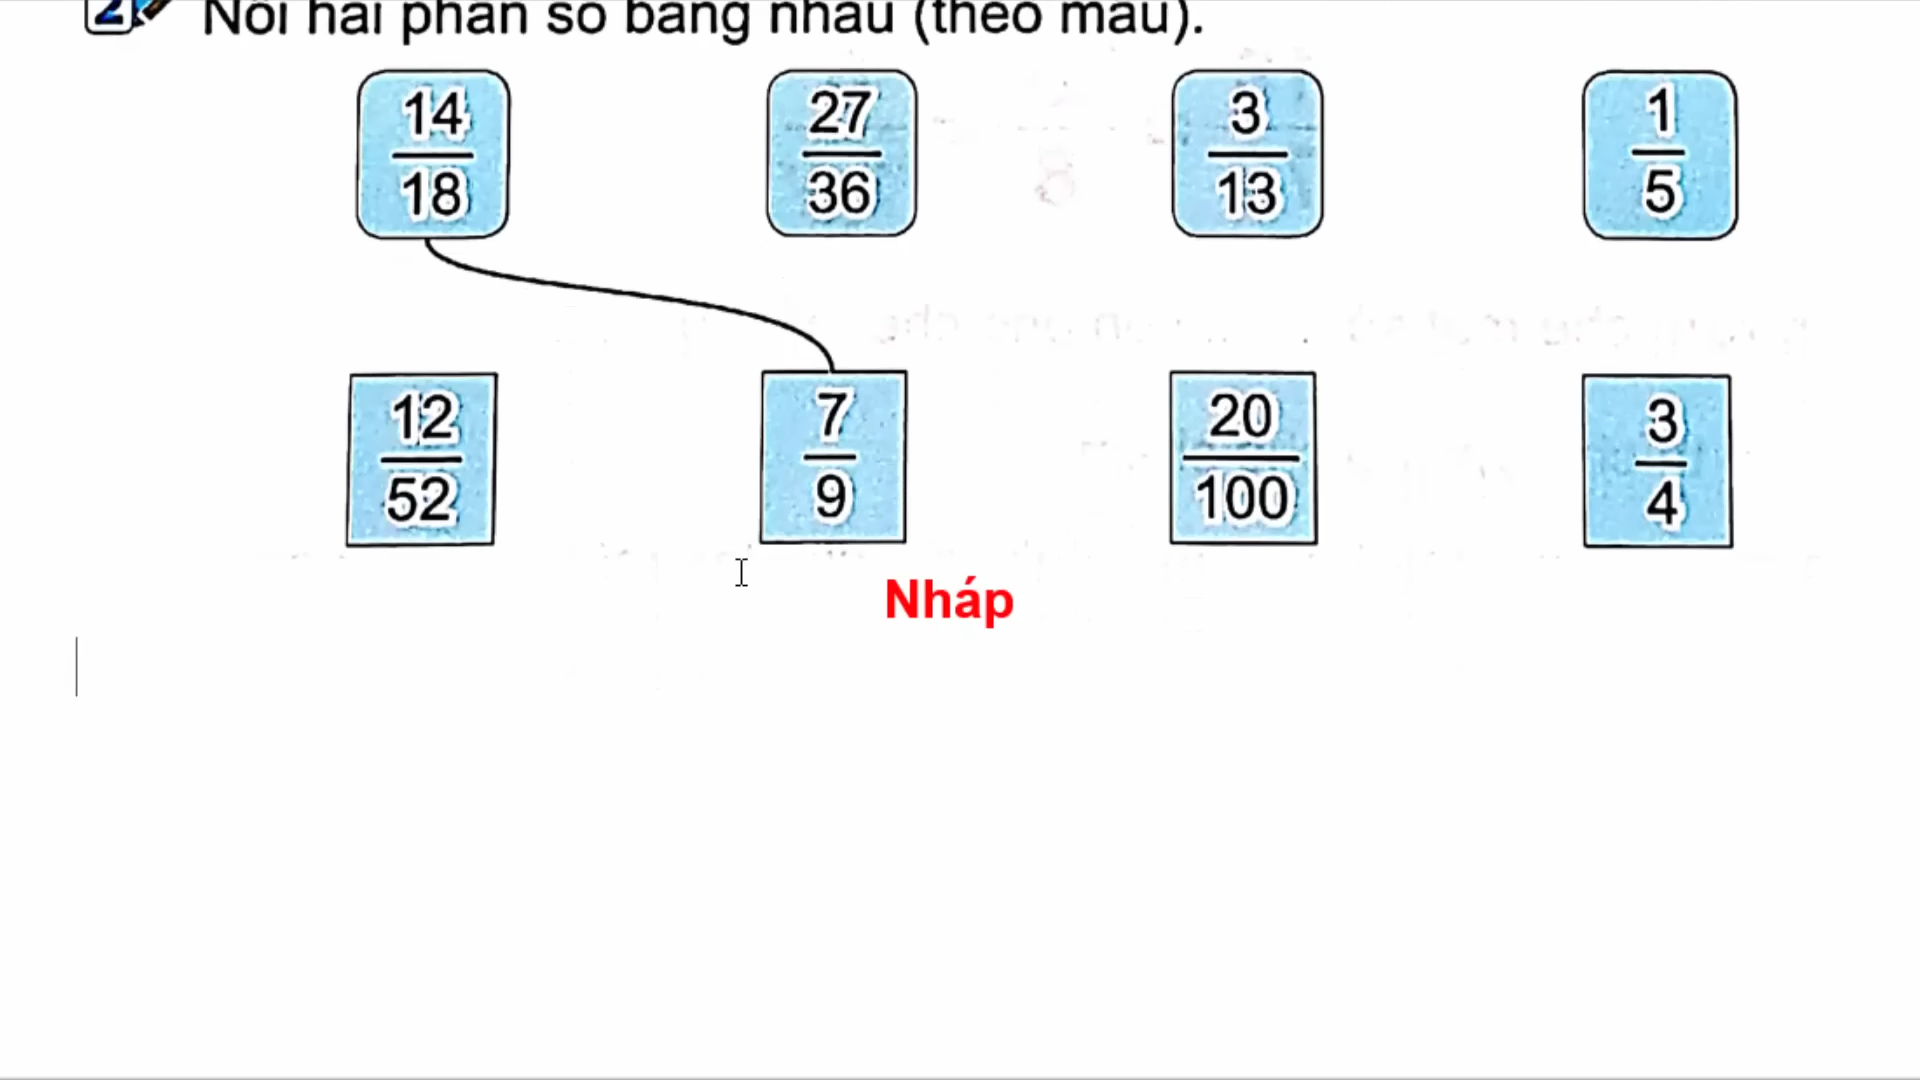 2 Nối hai phân số bằng nhau (theo mẫu).
14/18 27/36 3/13 1/5
12/52 7/9 20/100 3/4
Nháp